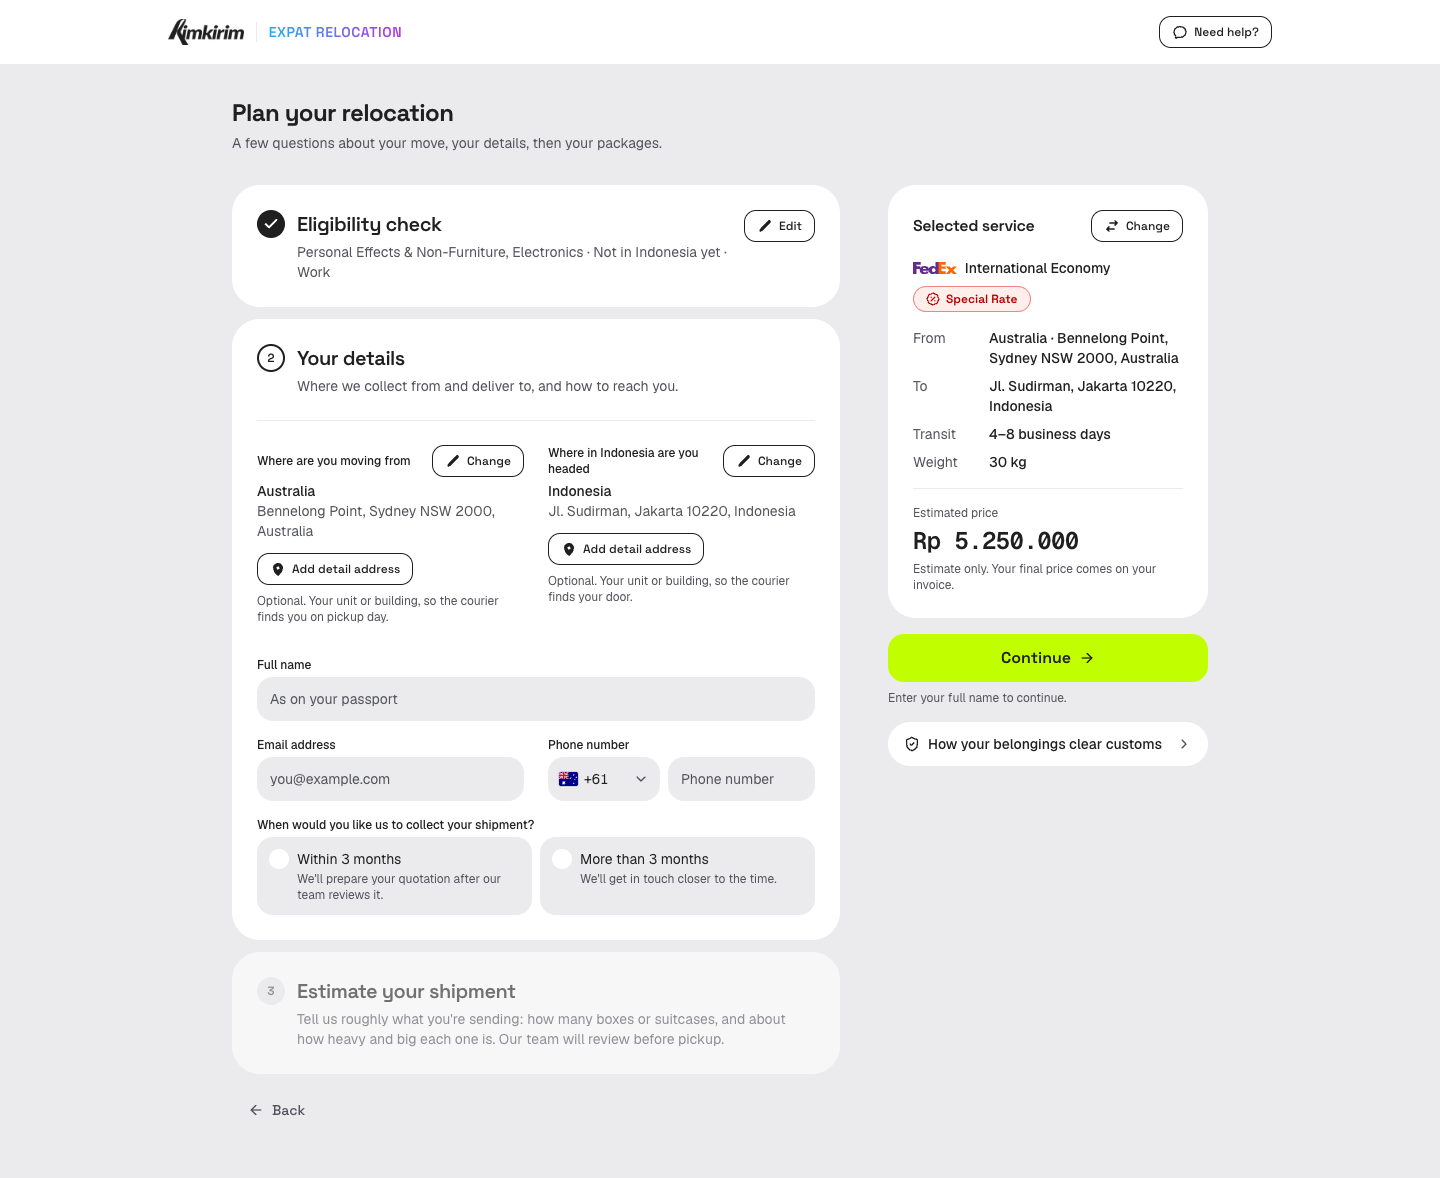 Kimkirim
EXPAT RELOCATION
Need help?
Plan your relocation
A few questions about your move, your details, then your packages.
Eligibility check
Edit
Personal Effects & Non-Furniture, Electronics · Not in Indonesia yet ·
Work
2
Your details
Where we collect from and deliver to, and how to reach you.
Where are you moving from
Change
Australia
Bennelong Point, Sydney NSW 2000,
Australia
Add detail address
Optional. Your unit or building, so the courier
finds you on pickup day.
Where in Indonesia are you
headed
Change
Indonesia
Jl. Sudirman, Jakarta 10220, Indonesia
Add detail address
Optional. Your unit or building, so the courier
finds your door.
Full name
As on your passport
Email address
you@example.com
Phone number
+61
Phone number
When would you like us to collect your shipment?
Within 3 months
We'll prepare your quotation after our
team reviews it.
More than 3 months
We'll get in touch closer to the time.
3
Estimate your shipment
Tell us roughly what you're sending: how many boxes or suitcases, and about
how heavy and big each one is. Our team will review before pickup.
Back
Selected service
Change
FedEx International Economy
Special Rate
From
Australia · Bennelong Point,
Sydney NSW 2000, Australia
To
Jl. Sudirman, Jakarta 10220,
Indonesia
Transit
4–8 business days
Weight
30 kg
Estimated price
Rp 5.250.000
Estimate only. Your final price comes on your
invoice.
Continue
Enter your full name to continue.
How your belongings clear customs